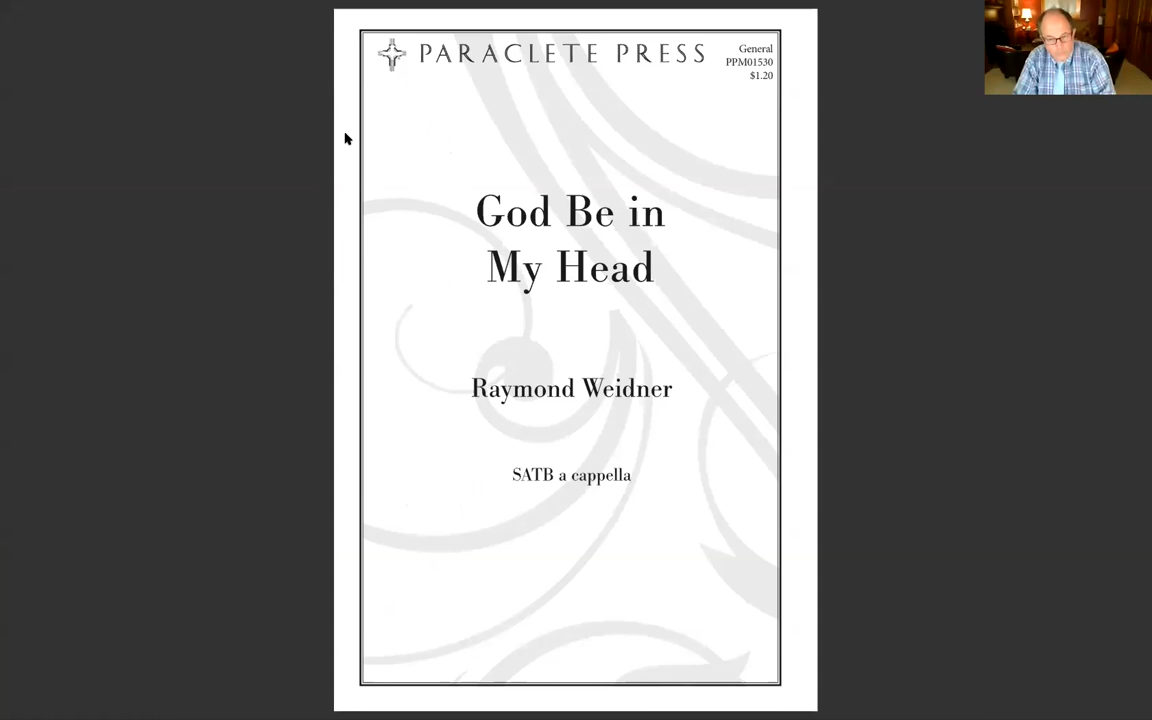 PARACLETE PRESS
General
PPM01530
$1.20
God Be in
My Head
Raymond Weidner
SATB a cappella